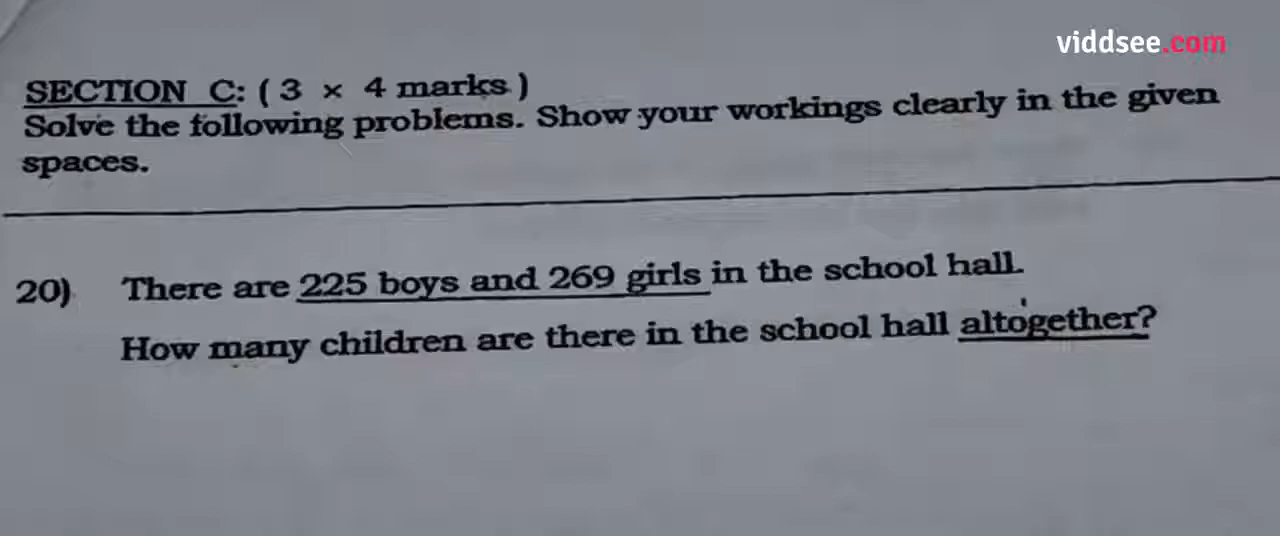 viddsee.com
SECTION C: ( 3 × 4 marks )
Solve the following problems. Show your workings clearly in the given
spaces.
20) There are 225 boys and 269 girls in the school hall.
How many children are there in the school hall altogether?